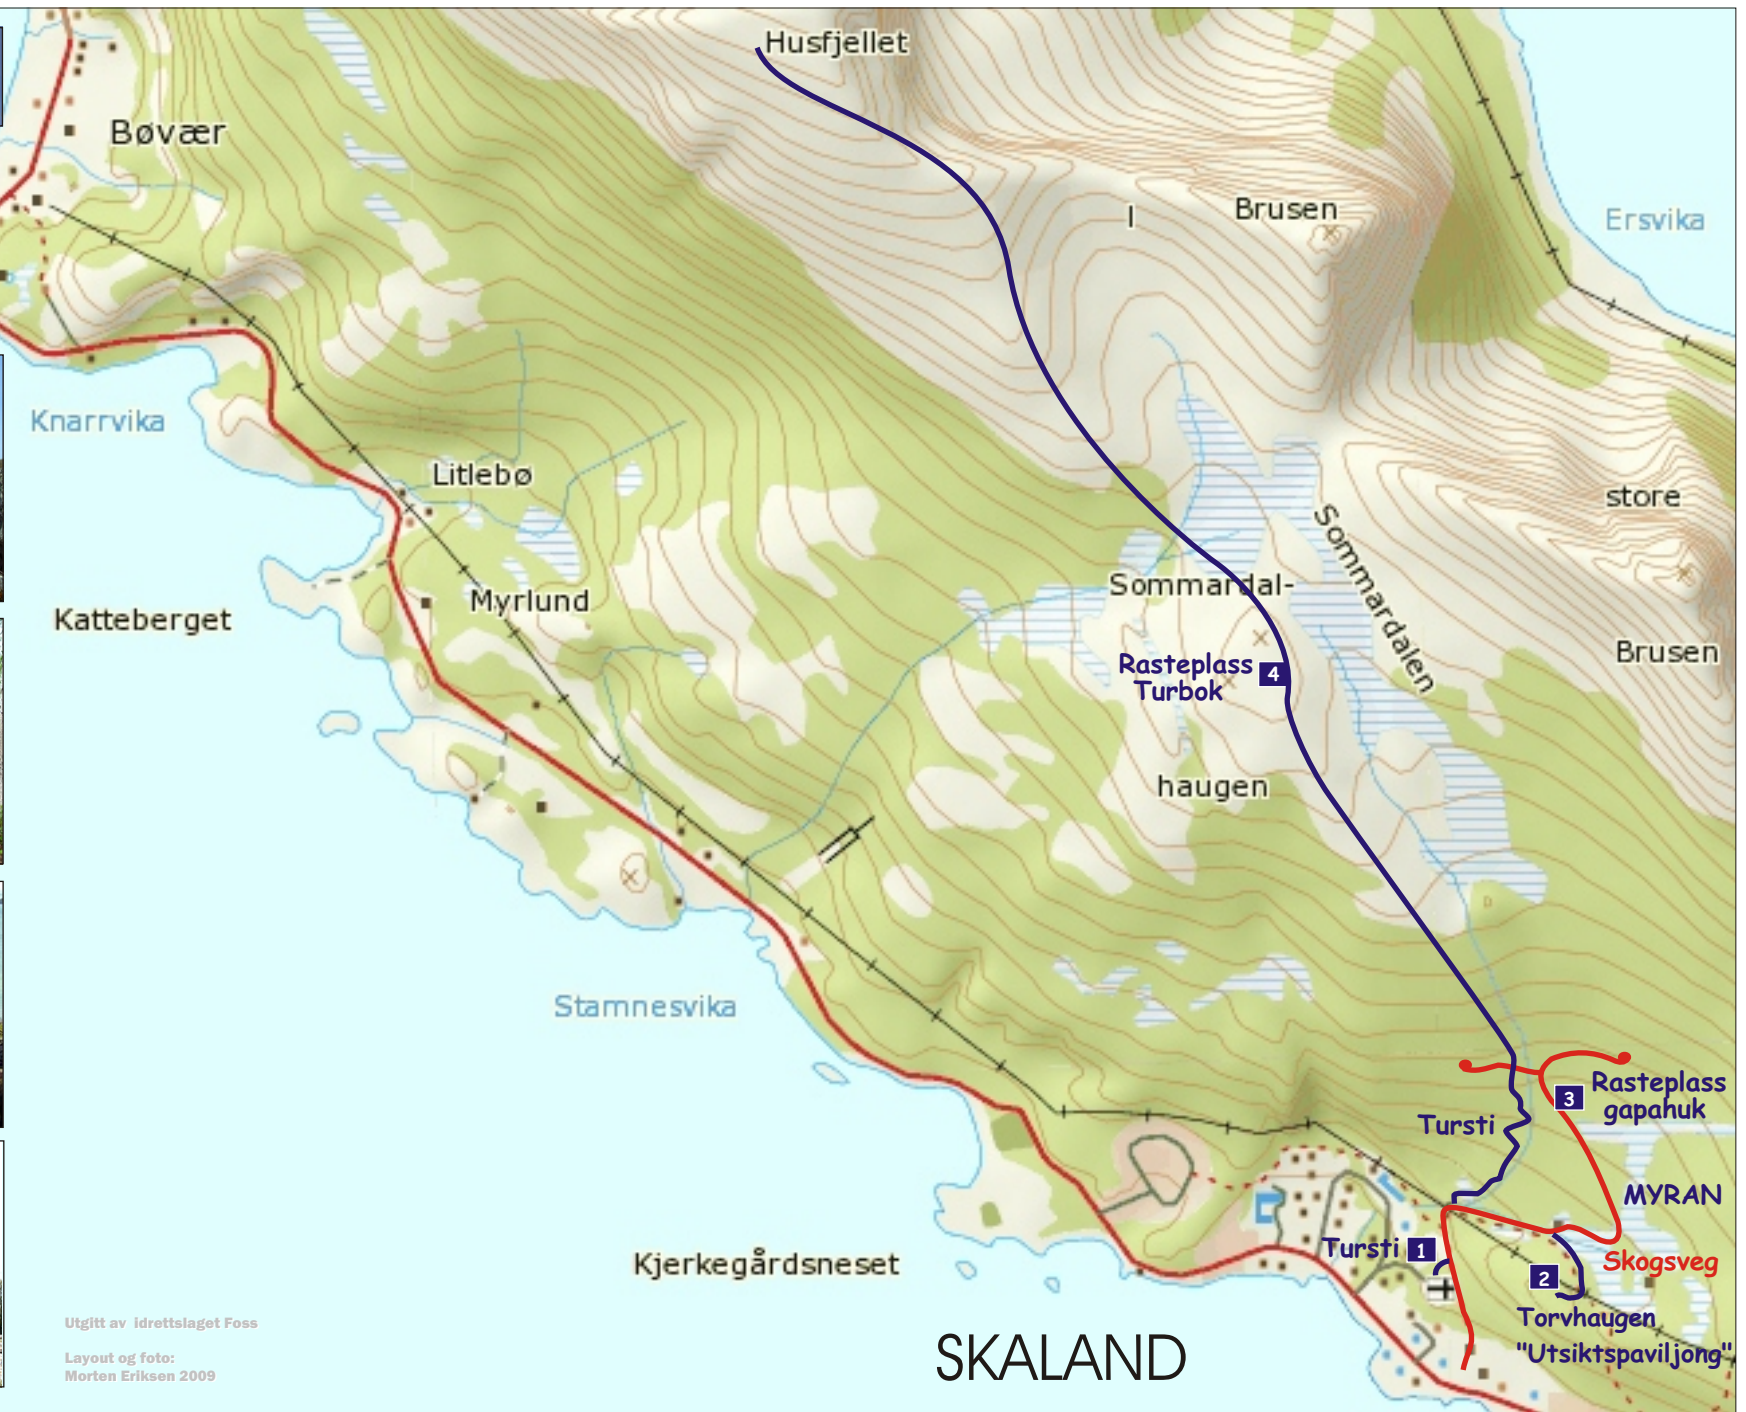 Husfjellet
Bøvær
I
Brusen
Ersvika
Knarrvika
Litlebø
store
Sommardalen
Sommardal-
Myrlund
Katteberget
Brusen
Rasteplass
Turbok
4
haugen
Stamnesvika
3
Rasteplass
gapahuk
Tursti
MYRAN
Tursti
1
Kjerkegårdsneset
Skogsveg
2
Torvhaugen
"Utsiktspaviljong"
SKALAND
Utgitt av idrettslaget Foss
Layout og foto:
Morten Eriksen 2009